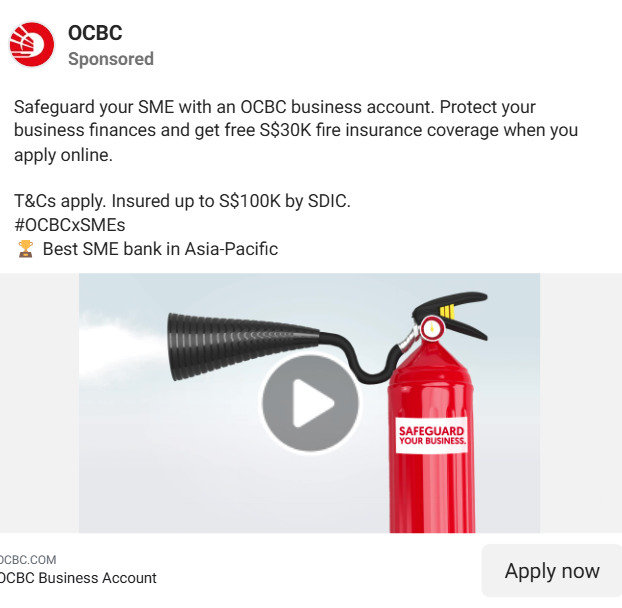 OCBC
Sponsored
Safeguard your SME with an OCBC business account. Protect your
business finances and get free S$30K fire insurance coverage when you
apply online.
T&Cs apply. Insured up to S$100K by SDIC.
#OCBCxSMEs
🏆 Best SME bank in Asia-Pacific
SAFEGUARD
YOUR BUSINESS.
OCBC.COM
OCBC Business Account
Apply now